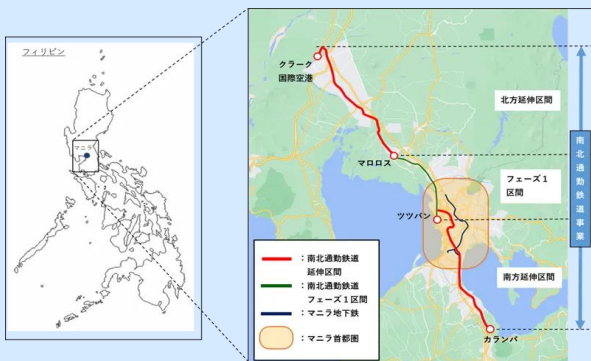 フィリピン
マニラ
クラーク
国際空港
北方延伸区間
マロロス
フェーズ1
区間
ツツバン
南方延伸区間
カランバ
南北通勤鉄道事業
：南北通勤鉄道
延伸区間
：南北通勤鉄道
フェーズ1区間
：マニラ地下鉄
：マニラ首都圏